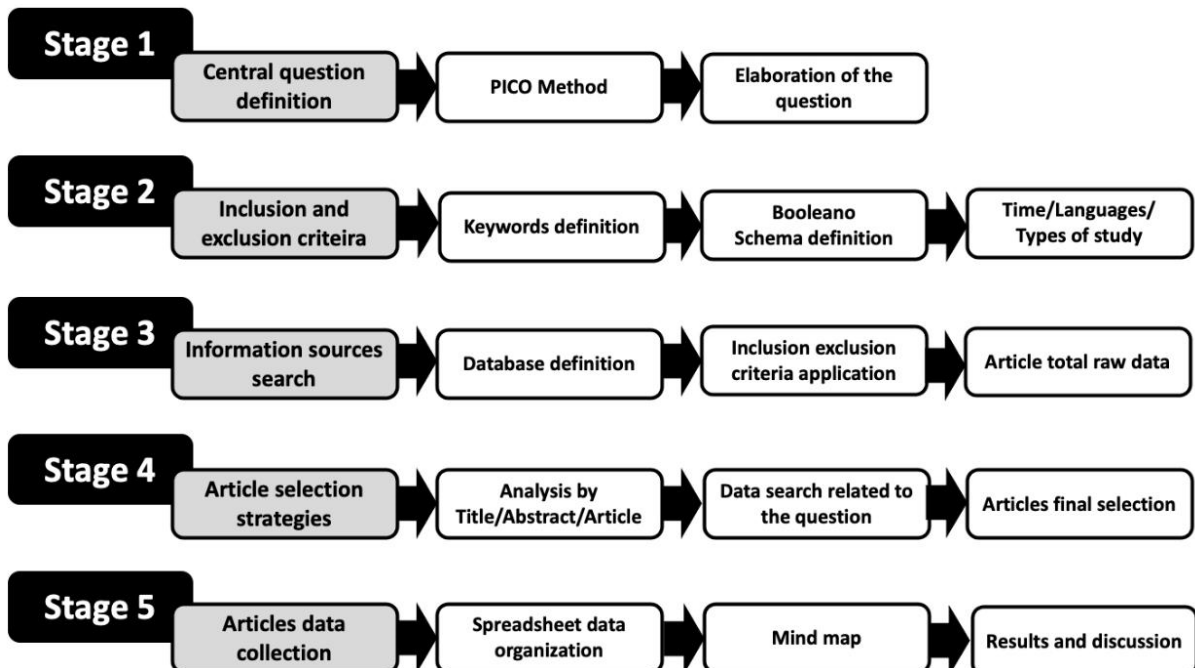 Stage 1
Central question
definition
PICO Method
Elaboration of the
question
Stage 2
Inclusion and
exclusion criteira
Keywords definition
Booleano
Schema definition
Time/Languages/
Types of study
Stage 3
Information sources
search
Database definition
Inclusion exclusion
criteria application
Article total raw data
Stage 4
Article selection
strategies
Analysis by
Title/Abstract/Article
Data search related to
the question
Articles final selection
Stage 5
Articles data
collection
Spreadsheet data
organization
Mind map
Results and discussion